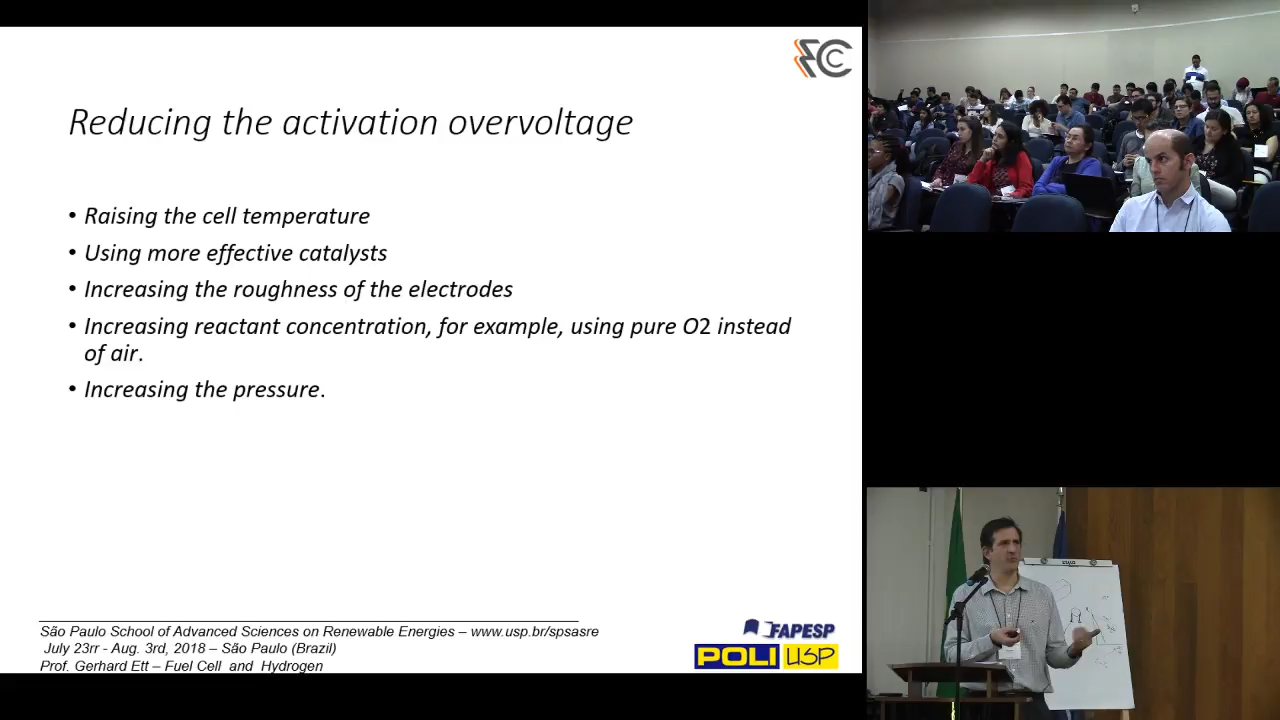 Reducing the activation overvoltage
• Raising the cell temperature
• Using more effective catalysts
• Increasing the roughness of the electrodes
• Increasing reactant concentration, for example, using pure O2 instead
of air.
• Increasing the pressure.
São Paulo School of Advanced Sciences on Renewable Energies – www.usp.br/spsasre
July 23rr - Aug. 3rd, 2018 – São Paulo (Brazil)
Prof. Gerhard Ett – Fuel Cell and Hydrogen
FAPESP
POLI USP